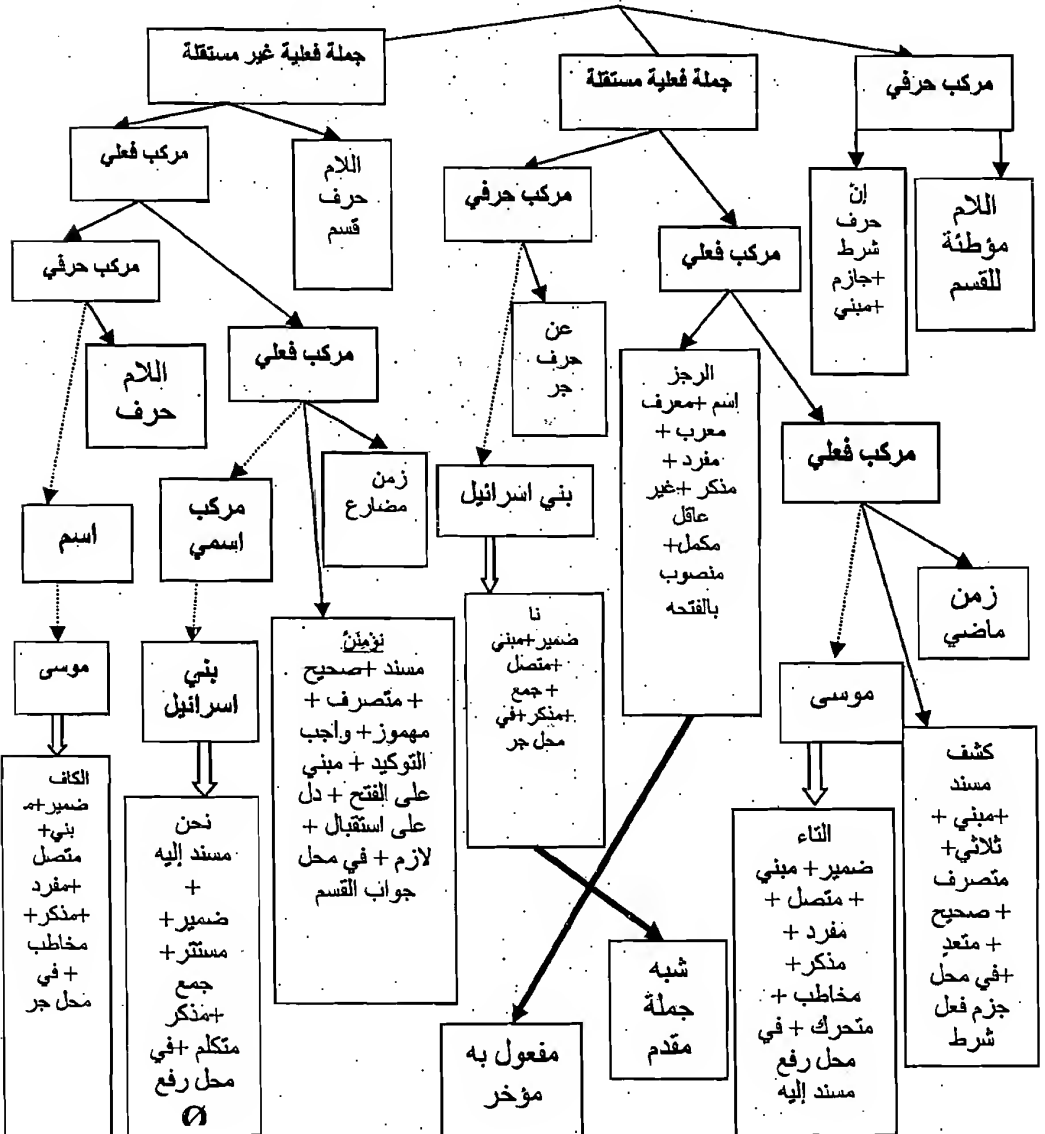 مركب حرفي
جملة فعلية مستقلة
جملة فعلية غير مستقلة
اللام
مؤطئة
للقسم
إن
حرف
شرط
+جازم
+مبني
مركب فعلي
مركب حرفي
اللام
حرف
قسم
مركب فعلي
مركب فعلي
الرجز
اسم +معرف
معرب +
مفرد +
مذكر +غير
عاقل
مكمل+
منصوب
بالفتحه
عن
حرف
جر
مركب فعلي
مركب حرفي
زمن
ماضي
بني اسرائيل
زمن
مضارع
مركب
اسمي
اللام
حرف
اسم
كشف
مسند
+مبني +
ثلاثي+
متصرف
+ صحيح
+ متعد
+في محل
جزم فعل
شرط
موسى
نا
ضمير+مبني
+متصل
+ جمع
+مذكر+في
محل جر
نؤمنن
مسند +صحيح
+ متصرف +
مهموز+ واجب
التوكيد + مبني
على الفتح + دل
على استقبال +
لازم + في محل
جواب القسم
بني
اسرائيل
موسى
التاء
ضمير+ مبني
+ متصل +
مفرد +
مذكر+
مخاطب +
متحرك + في
محل رفع
مسند إليه
نحن
مسند إليه
+
ضمير+
مستتر+
جمع
+مذكر
متكلم +في
محل رفع
Ø
الكاف
ضمير+م
بني+
متصل
+مفرد
+مذكر+
مخاطب
+ في
محل جر
شبه
جملة
مقدم
مفعول به
مؤخر